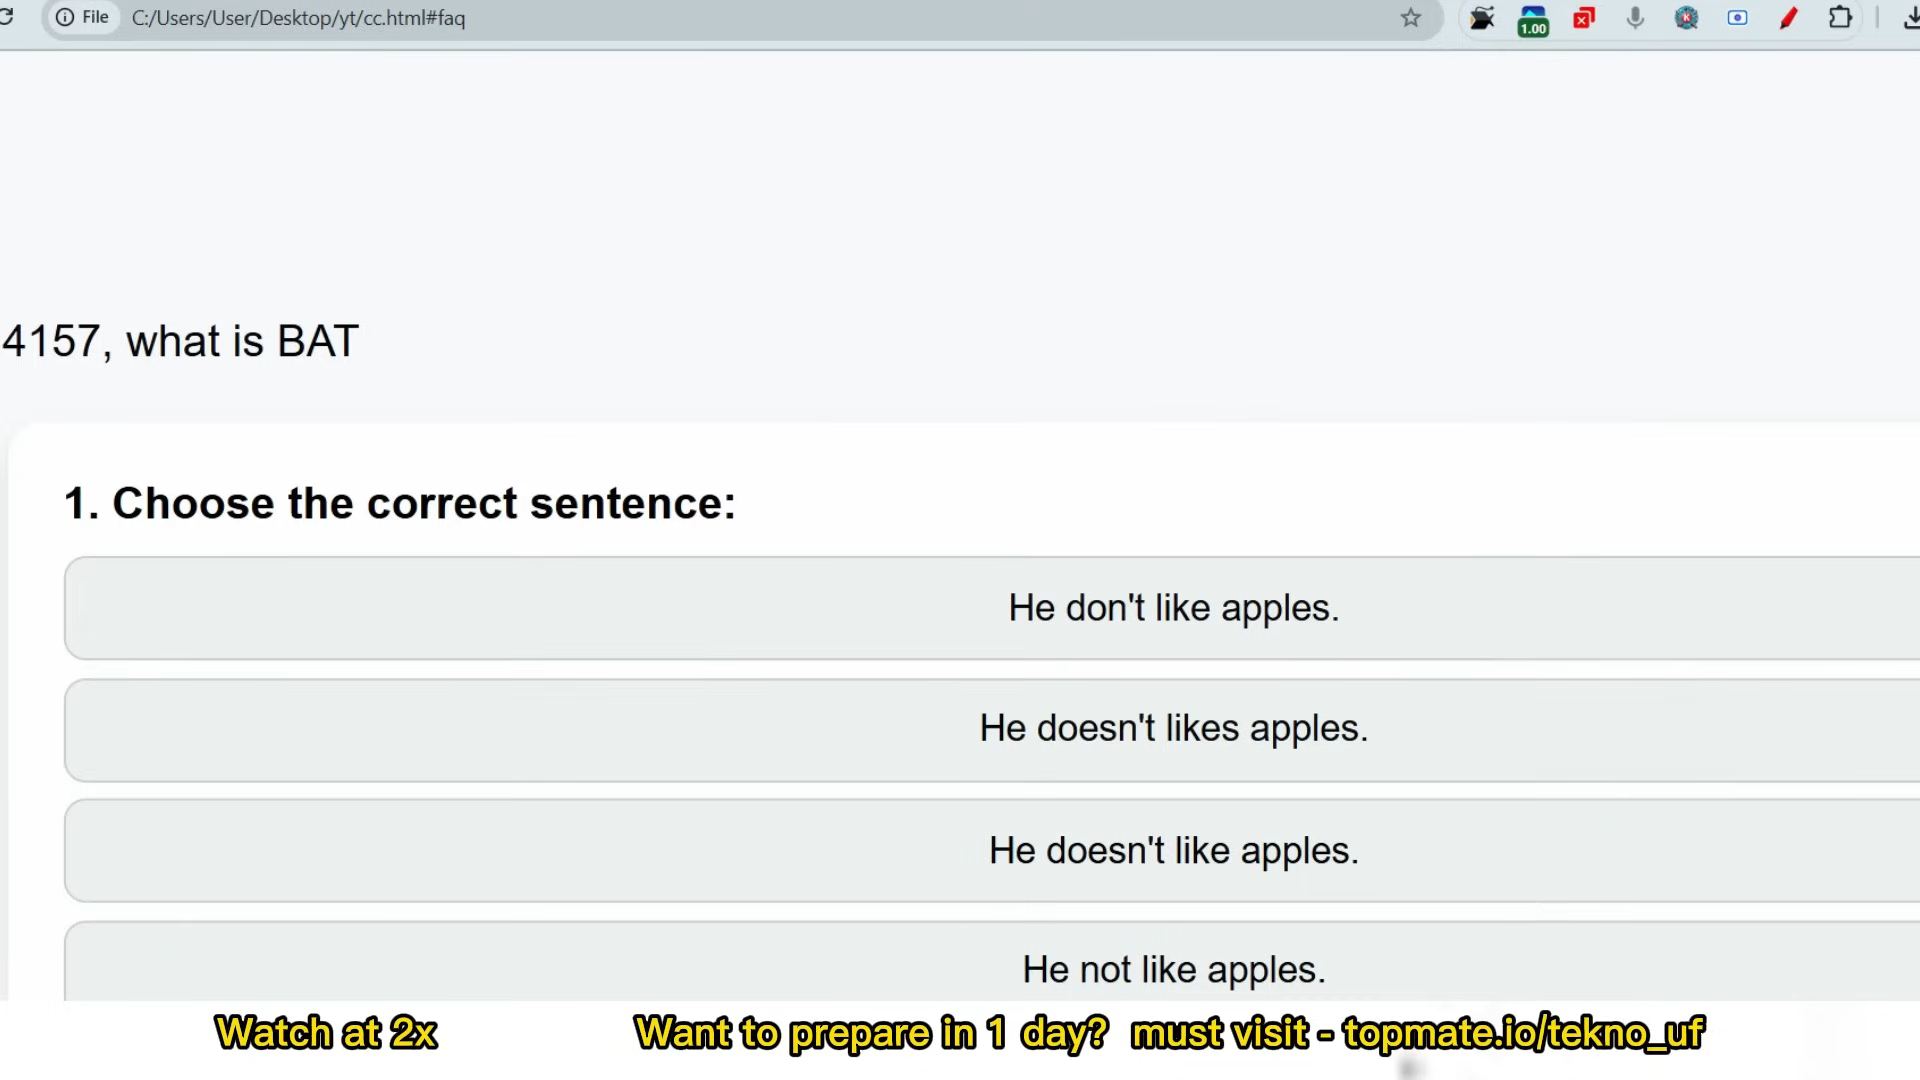 File C:/Users/User/Desktop/yt/cc.html#faq
1.00
4157, what is BAT
1. Choose the correct sentence:
He don't like apples.
He doesn't likes apples.
He doesn't like apples.
He not like apples.
Watch at 2x Want to prepare in 1 day? must visit - topmate.io/tekno_uf